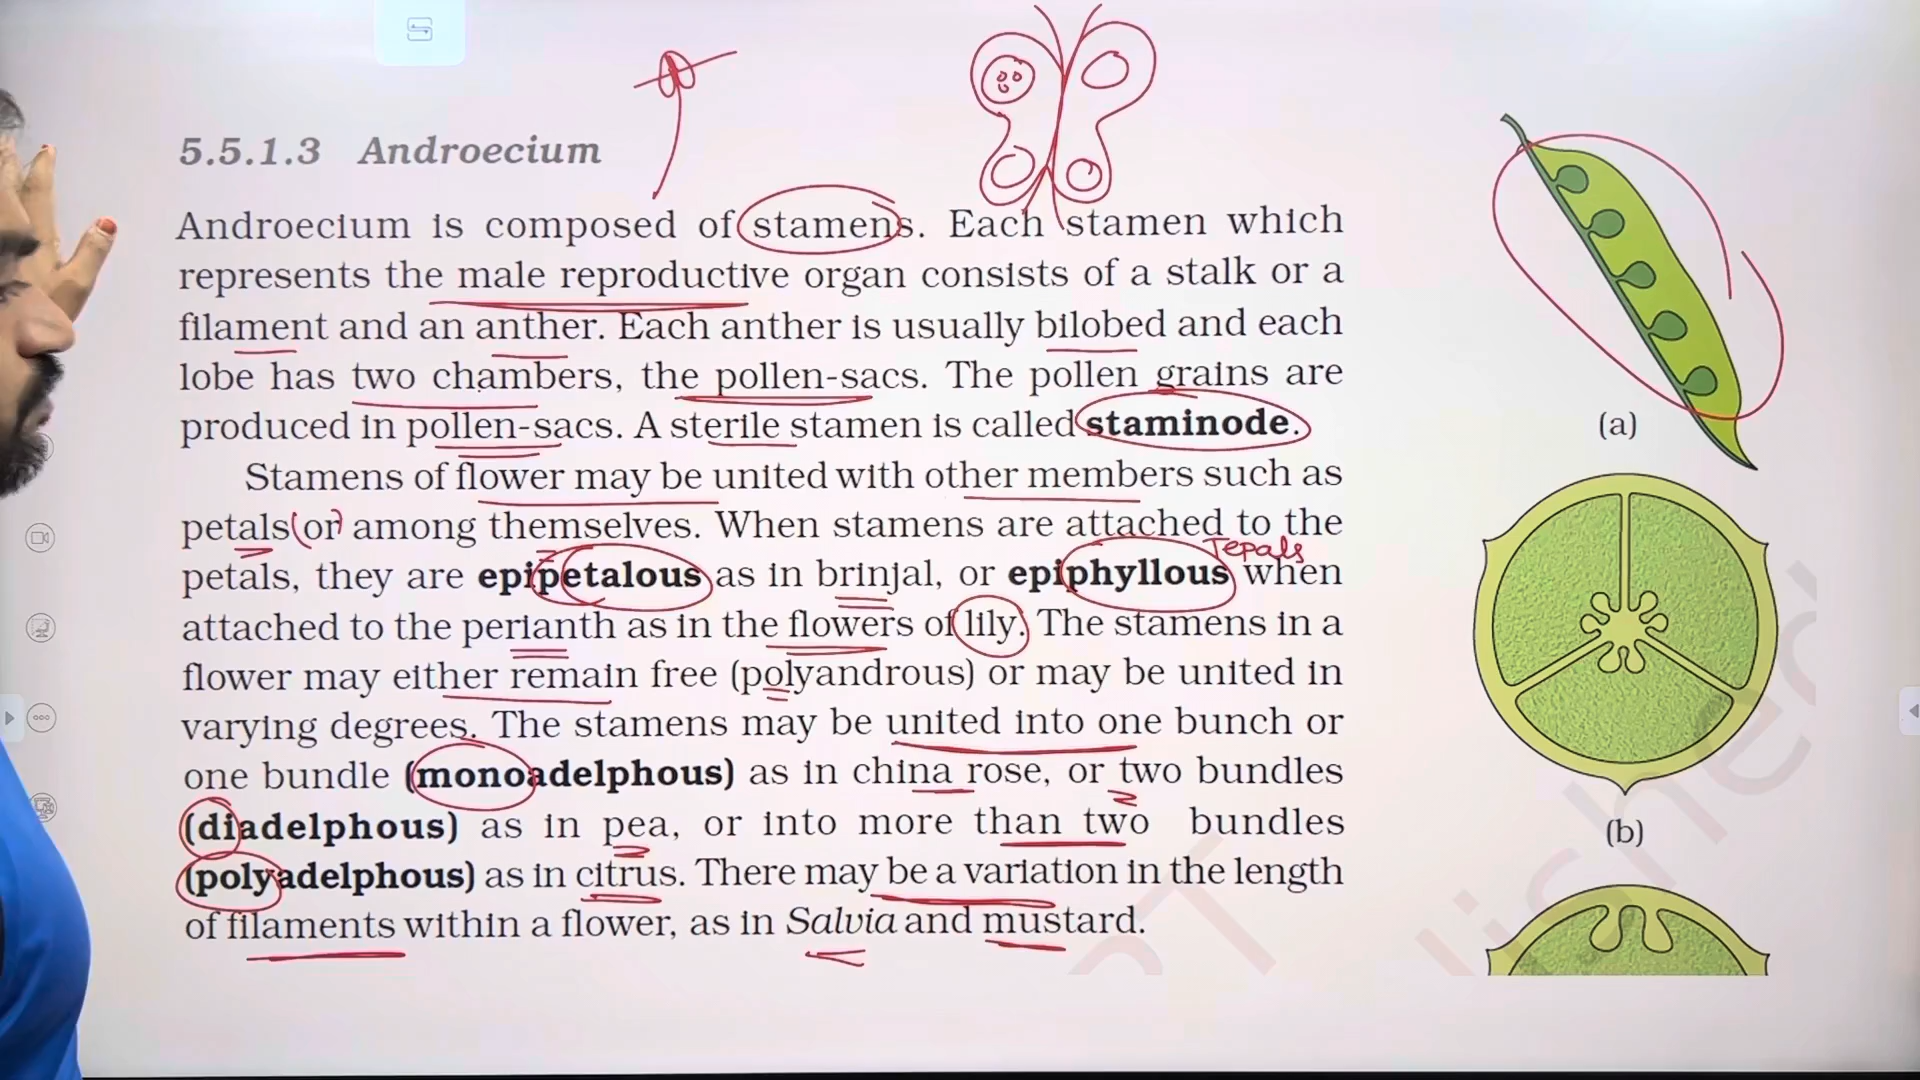 5.5.1.3 Androecium
Androecium is composed of stamens. Each stamen which
represents the male reproductive organ consists of a stalk or a
filament and an anther. Each anther is usually bilobed and each
lobe has two chambers, the pollen-sacs. The pollen grains are
produced in pollen-sacs. A sterile stamen is called staminode.
Stamens of flower may be united with other members such as
petals (or) among themselves. When stamens are attached to the
Tepals
petals, they are epipetalous as in brinjal, or epiphyllous when
attached to the perianth as in the flowers of lily. The stamens in a
flower may either remain free (polyandrous) or may be united in
varying degrees. The stamens may be united into one bunch or
one bundle (monoadelphous) as in china rose, or two bundles
(diadelphous) as in pea, or into more than two bundles
(polyadelphous) as in citrus. There may be a variation in the length
of filaments within a flower, as in Salvia and mustard.
(a)
(b)